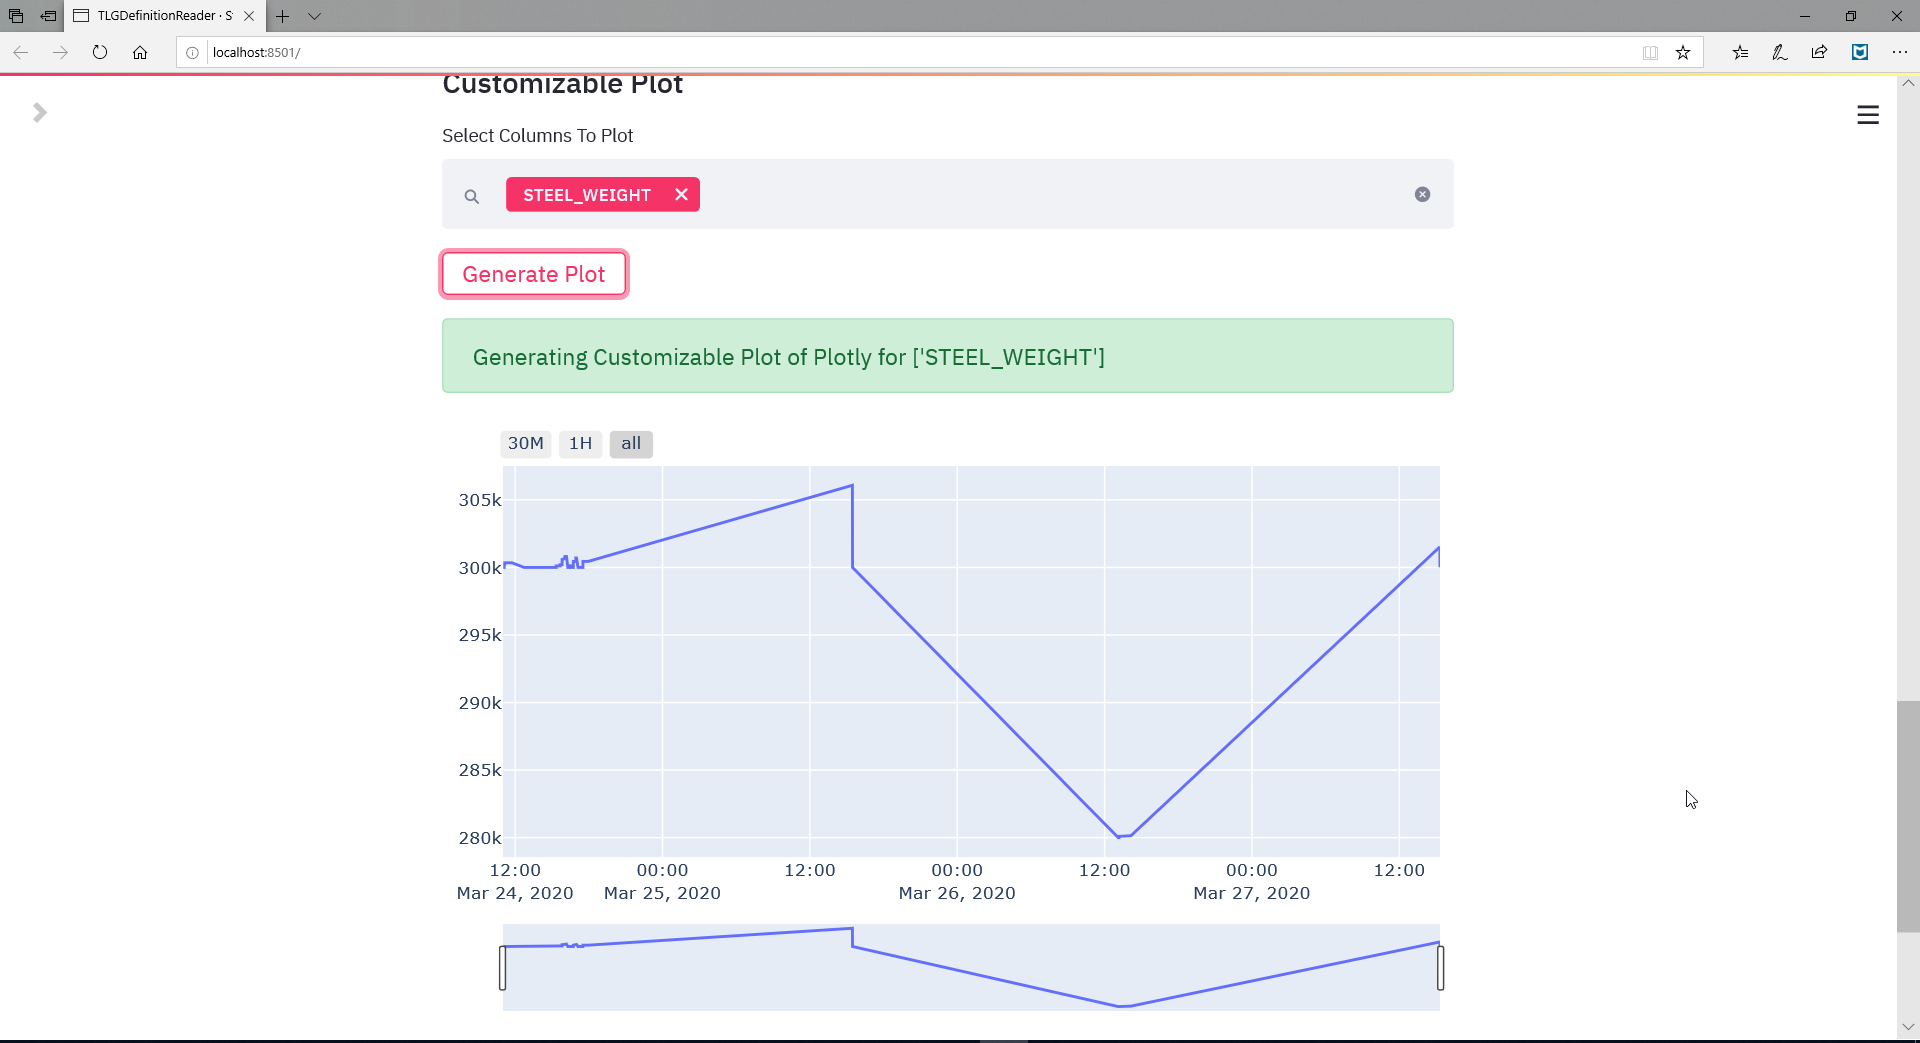 TLGDefinitionReader · S
localhost:8501/
Customizable Plot
Select Columns To Plot
STEEL_WEIGHT
Generate Plot
Generating Customizable Plot of Plotly for ['STEEL_WEIGHT']
30M 1H all
305k
300k
295k
290k
285k
280k
12:00 00:00 12:00 00:00 12:00 00:00 12:00
Mar 24, 2020 Mar 25, 2020 Mar 26, 2020 Mar 27, 2020